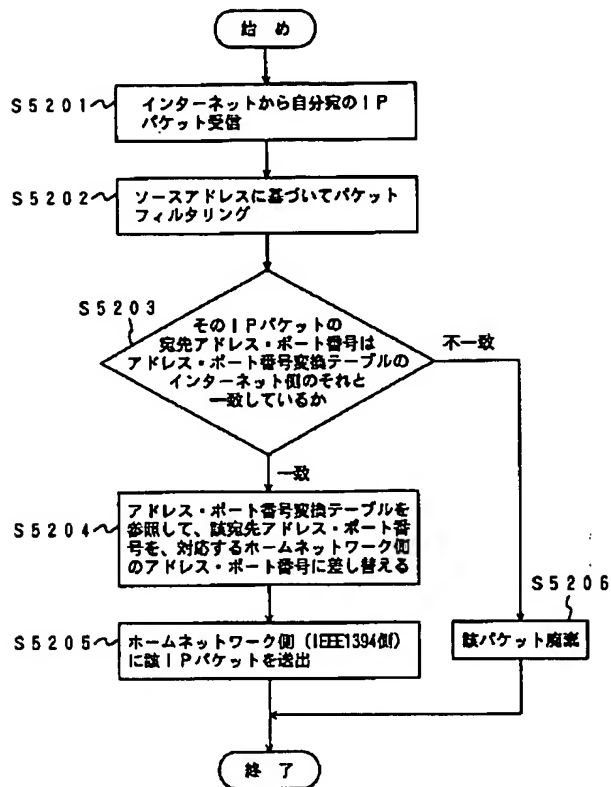 始 め
S5201
インターネットから自分宛のIP
パケット受信
S5202
ソースアドレスに基づいてパケット
フィルタリング
S5203
そのIPパケットの
宛先アドレス・ポート番号は
アドレス・ポート番号変換テーブルの
インターネット側のそれと
一致しているか
不一致
一致
S5204
アドレス・ポート番号変換テーブルを
参照して、該宛先アドレス・ポート番
号を、対応するホームネットワーク側
のアドレス・ポート番号に差し替える
S5205
ホームネットワーク側(IEEE1394側)
に該IPパケットを送出
S5206
該パケット廃棄
終 了